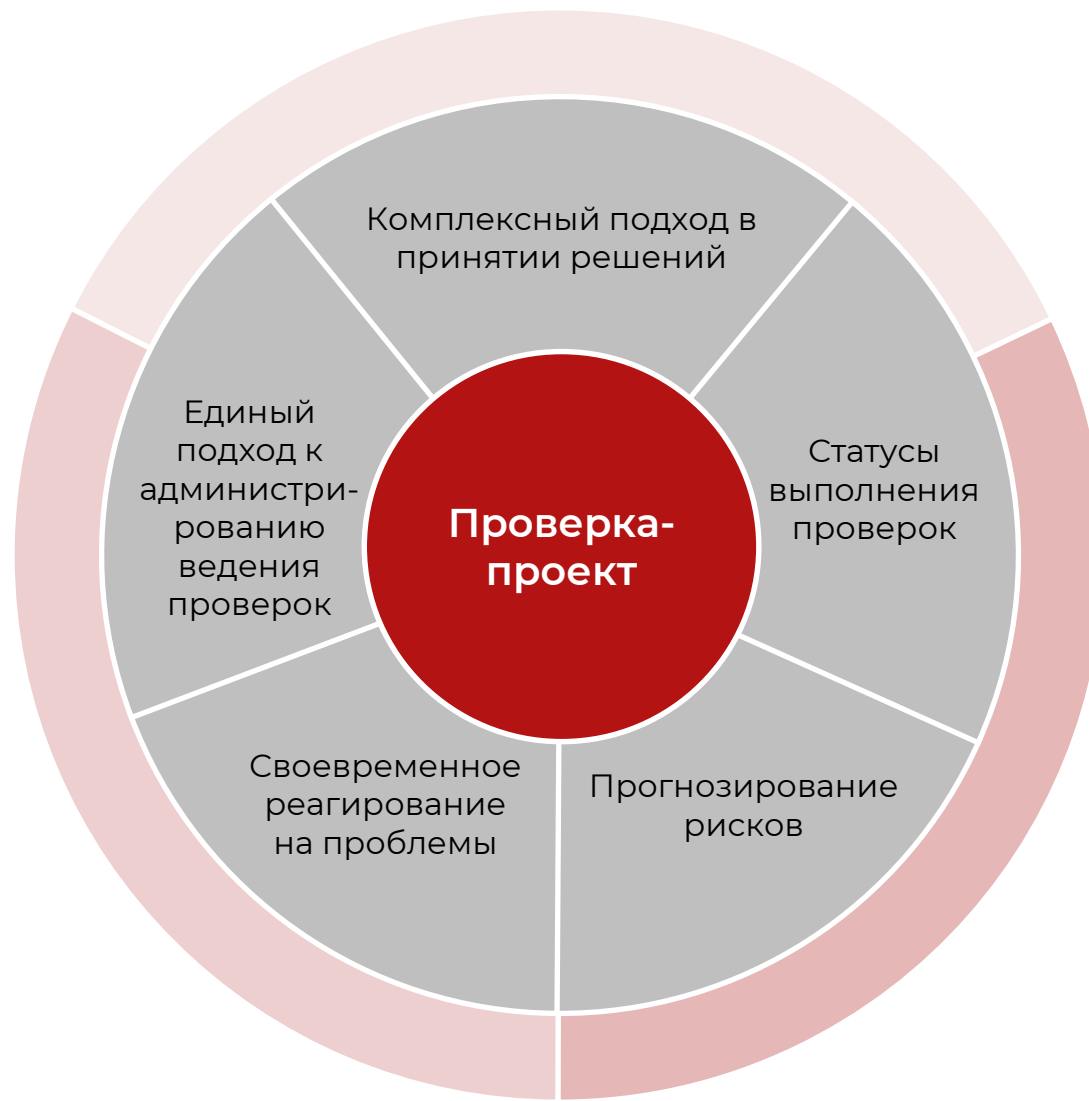 Комплексный подход в
принятии решений
Единый
подход к
администри-
рованию
ведения
проверок
Проверка-
проект
Статусы
выполнения
проверок
Своевременное
реагирование
на проблемы
Прогнозирование
рисков